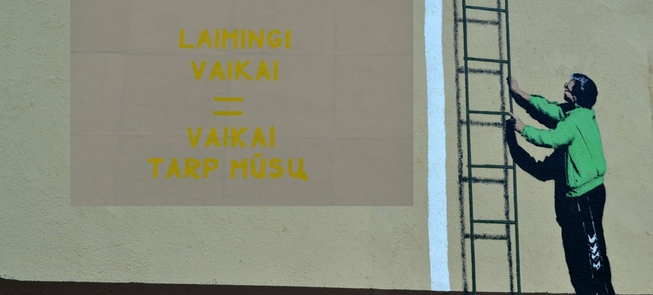 LAIMINGI
VAIKAI
=
VAIKAI
TARP MŪSŲ